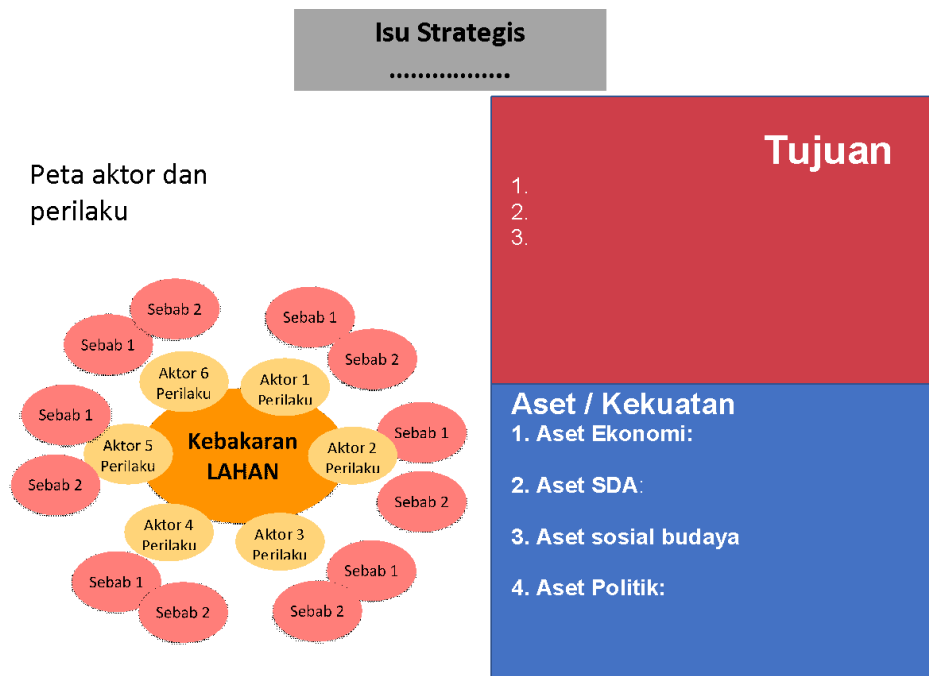 Isu Strategis
..................
Peta aktor dan
perilaku
Sebab 2
Sebab 1
Sebab 1
Sebab 2
Aktor 6
Perilaku
Aktor 1
Perilaku
Sebab 1
Sebab 2
Aktor 5
Perilaku
Kebakaran
LAHAN
Aktor 2
Perilaku
Sebab 1
Sebab 2
Aktor 4
Perilaku
Aktor 3
Perilaku
Sebab 1
Sebab 2
Sebab 1
Sebab 2
Tujuan
1.
2.
3.
Aset / Kekuatan
1. Aset Ekonomi:
2. Aset SDA:
3. Aset sosial budaya
4. Aset Politik: